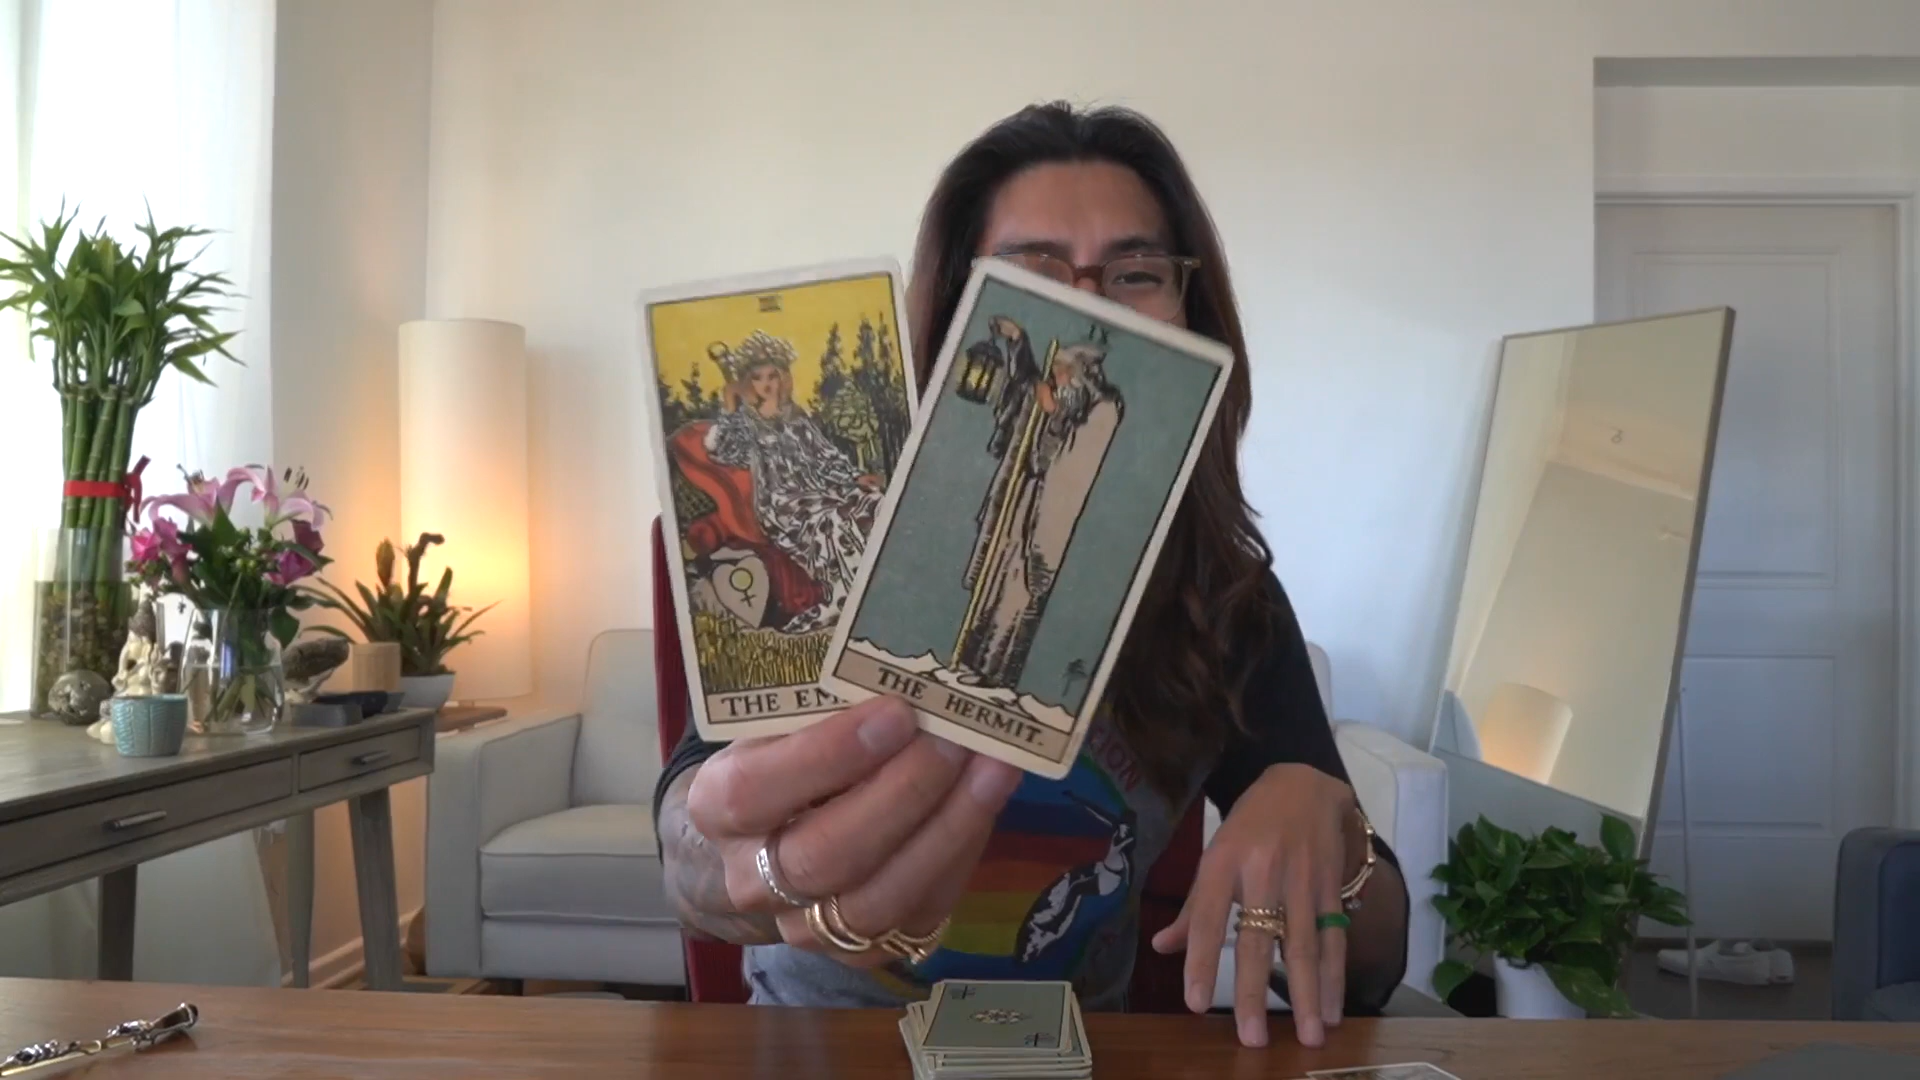 THE EM
IX
THE HERMIT.